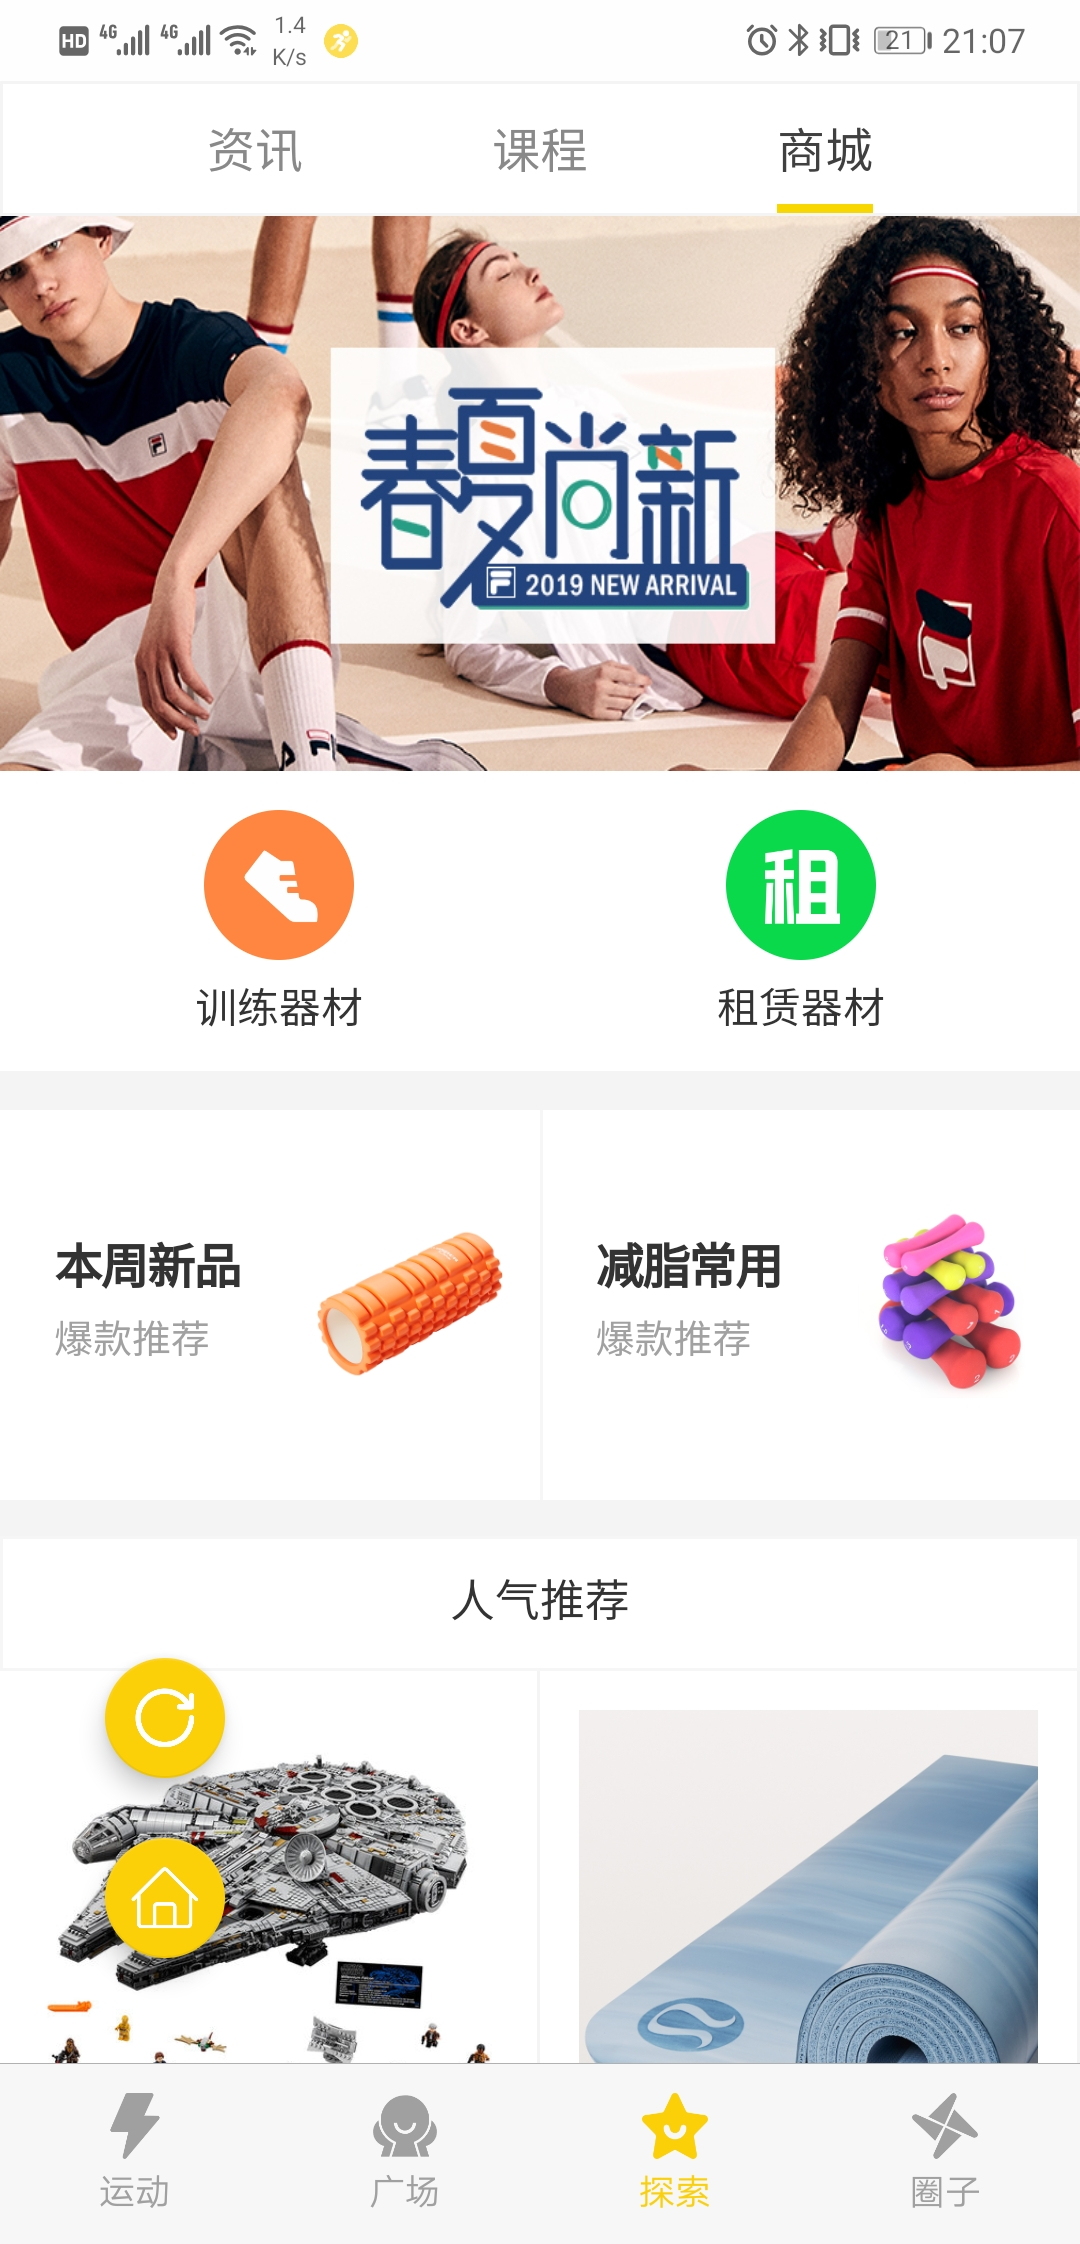 HD 4G 4G 1.4 K/s 21 21:07
资讯 课程 商城
春夏尚新
F 2019 NEW ARRIVAL
租
训练器材 租赁器材
本周新品 减脂常用
爆款推荐 爆款推荐
人气推荐
运动 广场 探索 圈子